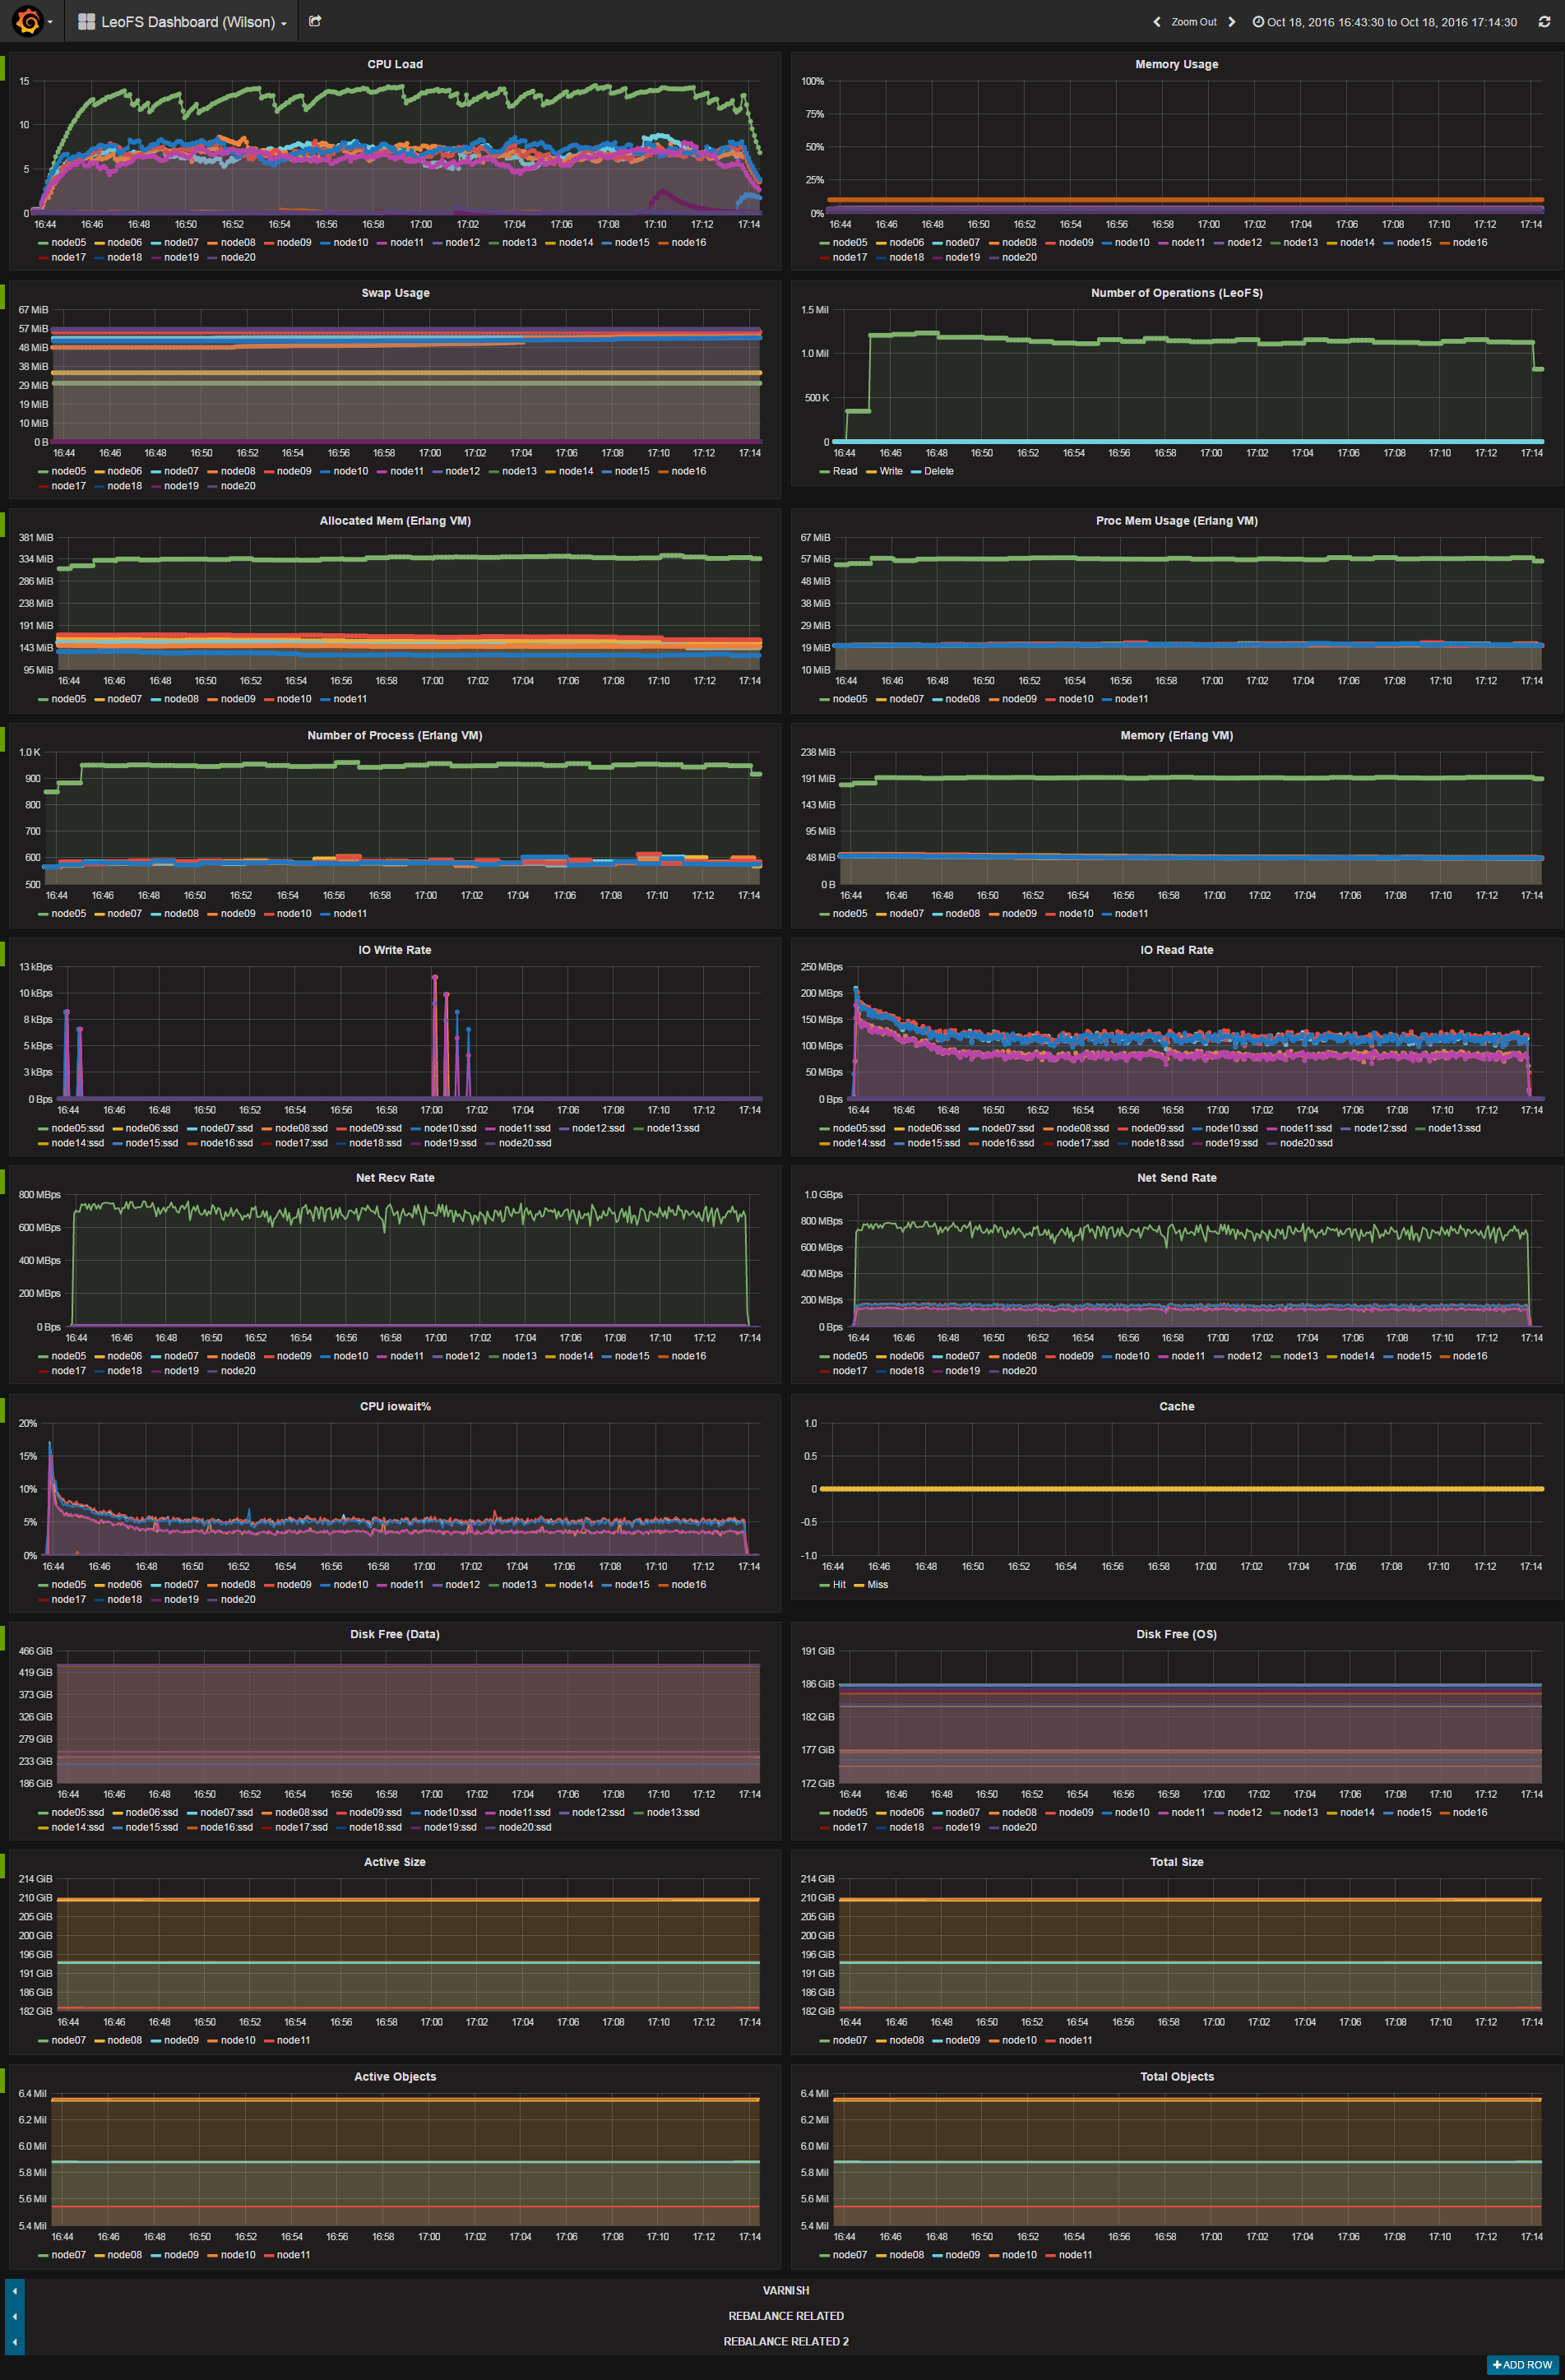 LeoFS Dashboard (Wilson)
Zoom Out
Oct 18, 2016 16:43:30 to Oct 18, 2016 17:14:30
CPU Load
15
10
5
0
16:44 16:46 16:48 16:50 16:52 16:54 16:56 16:58 17:00 17:02 17:04 17:06 17:08 17:10 17:12 17:14
node05 node06 node07 node08 node09 node10 node11 node12 node13 node14 node15 node16
node17 node18 node19 node20
Memory Usage
100%
75%
50%
25%
0%
16:44 16:46 16:48 16:50 16:52 16:54 16:56 16:58 17:00 17:02 17:04 17:06 17:08 17:10 17:12 17:14
node05 node06 node07 node08 node09 node10 node11 node12 node13 node14 node15 node16
node17 node18 node19 node20
Swap Usage
67 MiB
57 MiB
48 MiB
38 MiB
29 MiB
19 MiB
10 MiB
0 B
16:44 16:46 16:48 16:50 16:52 16:54 16:56 16:58 17:00 17:02 17:04 17:06 17:08 17:10 17:12 17:14
node05 node06 node07 node08 node09 node10 node11 node12 node13 node14 node15 node16
node17 node18 node19 node20
Number of Operations (LeoFS)
1.5 Mil
1.0 Mil
500 K
0
16:44 16:46 16:48 16:50 16:52 16:54 16:56 16:58 17:00 17:02 17:04 17:06 17:08 17:10 17:12 17:14
Read Write Delete
Allocated Mem (Erlang VM)
381 MiB
334 MiB
286 MiB
238 MiB
191 MiB
143 MiB
95 MiB
16:44 16:46 16:48 16:50 16:52 16:54 16:56 16:58 17:00 17:02 17:04 17:06 17:08 17:10 17:12 17:14
node05 node07 node08 node09 node10 node11
Proc Mem Usage (Erlang VM)
67 MiB
57 MiB
48 MiB
38 MiB
29 MiB
19 MiB
10 MiB
16:44 16:46 16:48 16:50 16:52 16:54 16:56 16:58 17:00 17:02 17:04 17:06 17:08 17:10 17:12 17:14
node05 node07 node08 node09 node10 node11
Number of Process (Erlang VM)
1.0 K
900
800
700
600
500
16:44 16:46 16:48 16:50 16:52 16:54 16:56 16:58 17:00 17:02 17:04 17:06 17:08 17:10 17:12 17:14
node05 node07 node08 node09 node10 node11
Memory (Erlang VM)
238 MiB
191 MiB
143 MiB
95 MiB
48 MiB
0 B
16:44 16:46 16:48 16:50 16:52 16:54 16:56 16:58 17:00 17:02 17:04 17:06 17:08 17:10 17:12 17:14
node05 node07 node08 node09 node10 node11
IO Write Rate
13 kBps
10 kBps
8 kBps
5 kBps
3 kBps
0 Bps
16:44 16:46 16:48 16:50 16:52 16:54 16:56 16:58 17:00 17:02 17:04 17:06 17:08 17:10 17:12 17:14
node05:ssd node06:ssd node07:ssd node08:ssd node09:ssd node10:ssd node11:ssd node12:ssd node13:ssd
node14:ssd node15:ssd node16:ssd node17:ssd node18:ssd node19:ssd node20:ssd
IO Read Rate
250 MBps
200 MBps
150 MBps
100 MBps
50 MBps
0 Bps
16:44 16:46 16:48 16:50 16:52 16:54 16:56 16:58 17:00 17:02 17:04 17:06 17:08 17:10 17:12 17:14
node05:ssd node06:ssd node07:ssd node08:ssd node09:ssd node10:ssd node11:ssd node12:ssd node13:ssd
node14:ssd node15:ssd node16:ssd node17:ssd node18:ssd node19:ssd node20:ssd
Net Recv Rate
800 MBps
600 MBps
400 MBps
200 MBps
0 Bps
16:44 16:46 16:48 16:50 16:52 16:54 16:56 16:58 17:00 17:02 17:04 17:06 17:08 17:10 17:12 17:14
node05 node06 node07 node08 node09 node10 node11 node12 node13 node14 node15 node16
node17 node18 node19 node20
Net Send Rate
1.0 GBps
800 MBps
600 MBps
400 MBps
200 MBps
0 Bps
16:44 16:46 16:48 16:50 16:52 16:54 16:56 16:58 17:00 17:02 17:04 17:06 17:08 17:10 17:12 17:14
node05 node06 node07 node08 node09 node10 node11 node12 node13 node14 node15 node16
node17 node18 node19 node20
CPU iowait%
20%
15%
10%
5%
0%
16:44 16:46 16:48 16:50 16:52 16:54 16:56 16:58 17:00 17:02 17:04 17:06 17:08 17:10 17:12 17:14
node05 node06 node07 node08 node09 node10 node11 node12 node13 node14 node15 node16
node17 node18 node19 node20
Cache
1.0
0.5
0
-0.5
-1.0
16:44 16:46 16:48 16:50 16:52 16:54 16:56 16:58 17:00 17:02 17:04 17:06 17:08 17:10 17:12 17:14
Hit Miss
Disk Free (Data)
466 GiB
419 GiB
373 GiB
326 GiB
279 GiB
233 GiB
186 GiB
16:44 16:46 16:48 16:50 16:52 16:54 16:56 16:58 17:00 17:02 17:04 17:06 17:08 17:10 17:12 17:14
node05:ssd node06:ssd node07:ssd node08:ssd node09:ssd node10:ssd node11:ssd node12:ssd node13:ssd
node14:ssd node15:ssd node16:ssd node17:ssd node18:ssd node19:ssd node20:ssd
Disk Free (OS)
191 GiB
186 GiB
182 GiB
177 GiB
172 GiB
16:44 16:46 16:48 16:50 16:52 16:54 16:56 16:58 17:00 17:02 17:04 17:06 17:08 17:10 17:12 17:14
node05 node06 node07 node08 node09 node10 node11 node12 node13 node14 node15 node16
node17 node18 node19 node20
Active Size
214 GiB
210 GiB
205 GiB
200 GiB
196 GiB
191 GiB
186 GiB
182 GiB
16:44 16:46 16:48 16:50 16:52 16:54 16:56 16:58 17:00 17:02 17:04 17:06 17:08 17:10 17:12 17:14
node07 node08 node09 node10 node11
Total Size
214 GiB
210 GiB
205 GiB
200 GiB
196 GiB
191 GiB
186 GiB
182 GiB
16:44 16:46 16:48 16:50 16:52 16:54 16:56 16:58 17:00 17:02 17:04 17:06 17:08 17:10 17:12 17:14
node07 node08 node09 node10 node11
Active Objects
6.4 Mil
6.2 Mil
6.0 Mil
5.8 Mil
5.6 Mil
5.4 Mil
16:44 16:46 16:48 16:50 16:52 16:54 16:56 16:58 17:00 17:02 17:04 17:06 17:08 17:10 17:12 17:14
node07 node08 node09 node10 node11
Total Objects
6.4 Mil
6.2 Mil
6.0 Mil
5.8 Mil
5.6 Mil
5.4 Mil
16:44 16:46 16:48 16:50 16:52 16:54 16:56 16:58 17:00 17:02 17:04 17:06 17:08 17:10 17:12 17:14
node07 node08 node09 node10 node11
VARNISH
REBALANCE RELATED
REBALANCE RELATED 2
ADD ROW